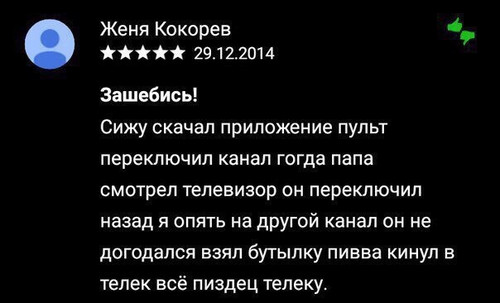 Женя Кокорев
★★★★★ 29.12.2014
Зашебись!
Сижу скачал приложение пульт
переключил канал гогда папа
смотрел телевизор он переключил
назад я опять на другой канал он не
догодался взял бутылку пивва кинул в
телек всё пиздец телеку.